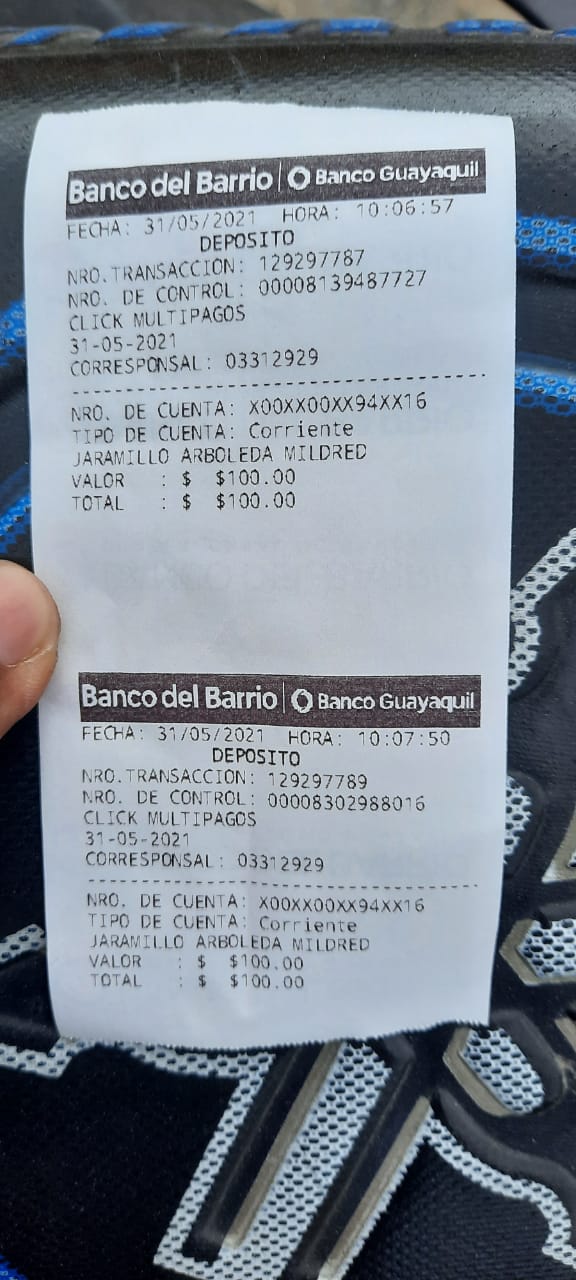 Banco del Barrio | Banco Guayaquil
FECHA: 31/05/2021 HORA: 10:06:57
DEPOSITO
NRO.TRANSACCION: 129297787
NRO. DE CONTROL: 00008139487727
CLICK MULTIPAGOS
31-05-2021
CORRESPONSAL: 03312929
NRO. DE CUENTA: X00XX00XX94XX16
TIPO DE CUENTA: Corriente
JARAMILLO ARBOLEDA MILDRED
VALOR : $ $100.00
TOTAL : $ $100.00
Banco del Barrio | Banco Guayaquil
FECHA: 31/05/2021 HORA: 10:07:50
DEPOSITO
NRO.TRANSACCION: 129297789
NRO. DE CONTROL: 00008302988016
CLICK MULTIPAGOS
31-05-2021
CORRESPONSAL: 03312929
NRO. DE CUENTA: X00XX00XX94XX16
TIPO DE CUENTA: Corriente
JARAMILLO ARBOLEDA MILDRED
VALOR : $ $100.00
TOTAL : $ $100.00